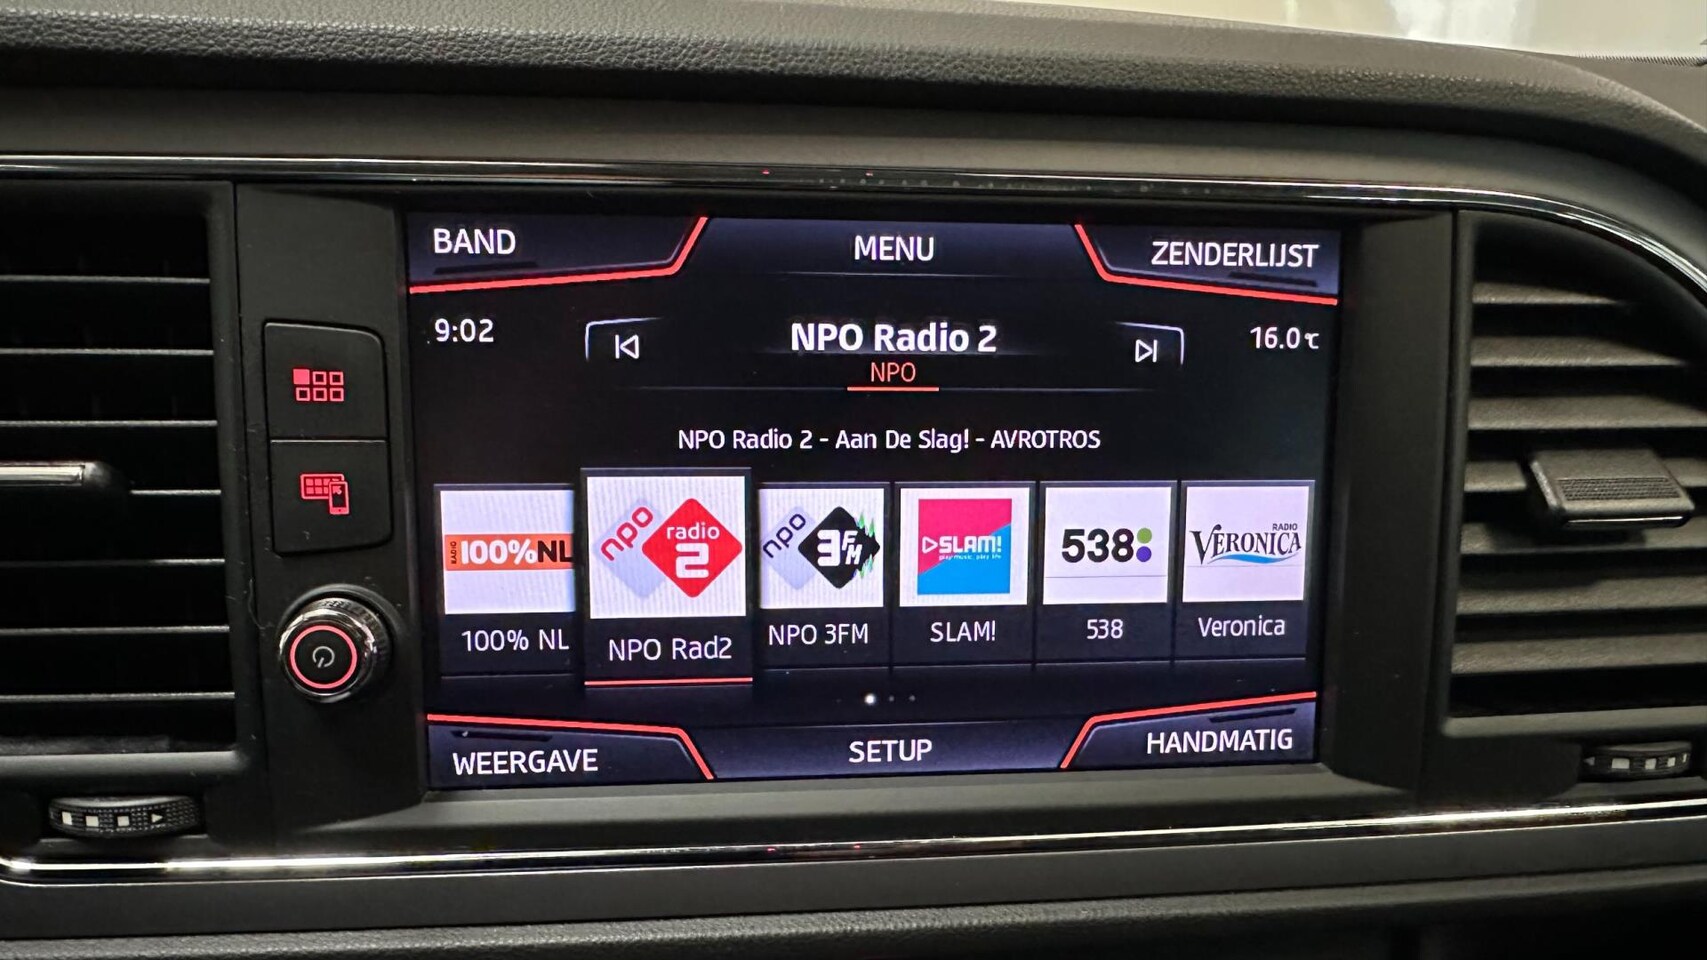 BAND
MENU
ZENDERLIJST
9:02
NPO Radio 2
16.0 °C
NPO
NPO Radio 2 - Aan De Slag! - AVROTROS
RADIO 100%NL
npo radio 2
npo 3FM
SLAM!
538
RADIO VERONICA
100% NL
NPO Rad2
NPO 3FM
SLAM!
538
Veronica
WEERGAVE
SETUP
HANDMATIG